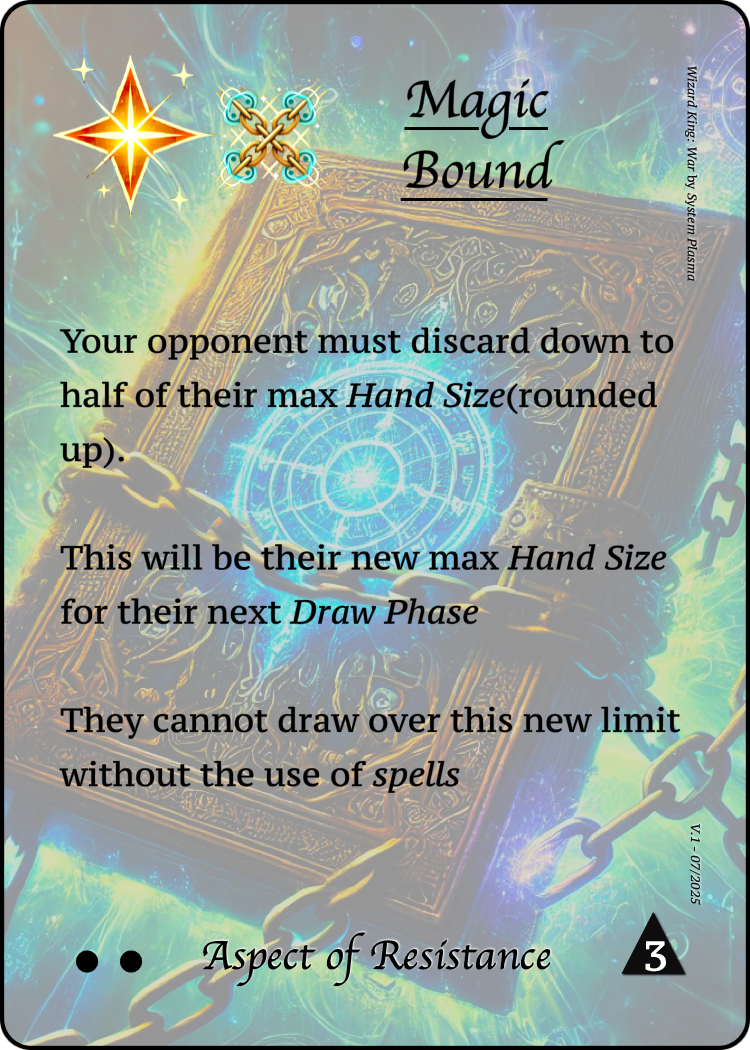 Magic
Bound
Wizard King: War by System Plasma
Your opponent must discard down to
half of their max Hand Size(rounded
up).
This will be their new max Hand Size
for their next Draw Phase
They cannot draw over this new limit
without the use of spells
V.1 - 07/2025
Aspect of Resistance
3